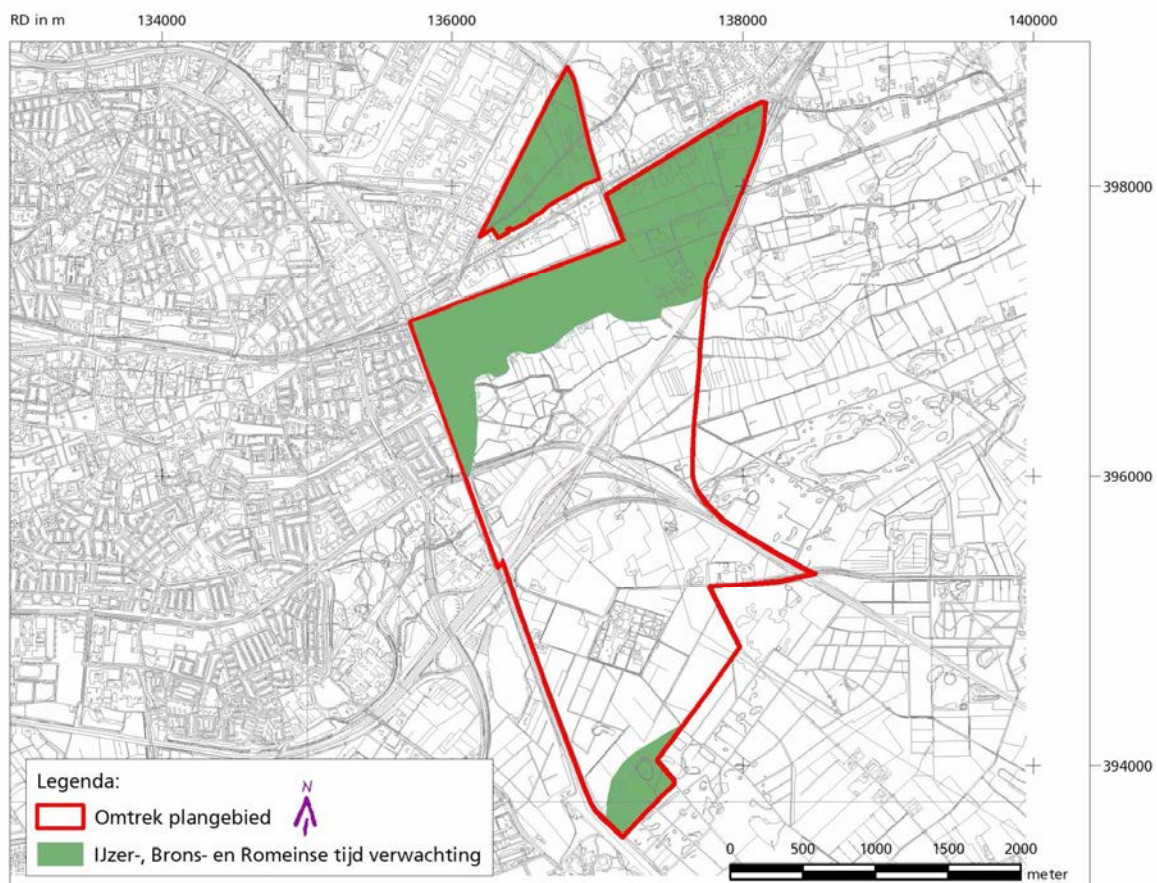 RD in m
134000
136000
138000
140000
398000
396000
394000
Legenda:
N
Omtrek plangebied
IJzer-, Brons- en Romeinse tijd verwachting
0 500 1000 1500 2000
meter